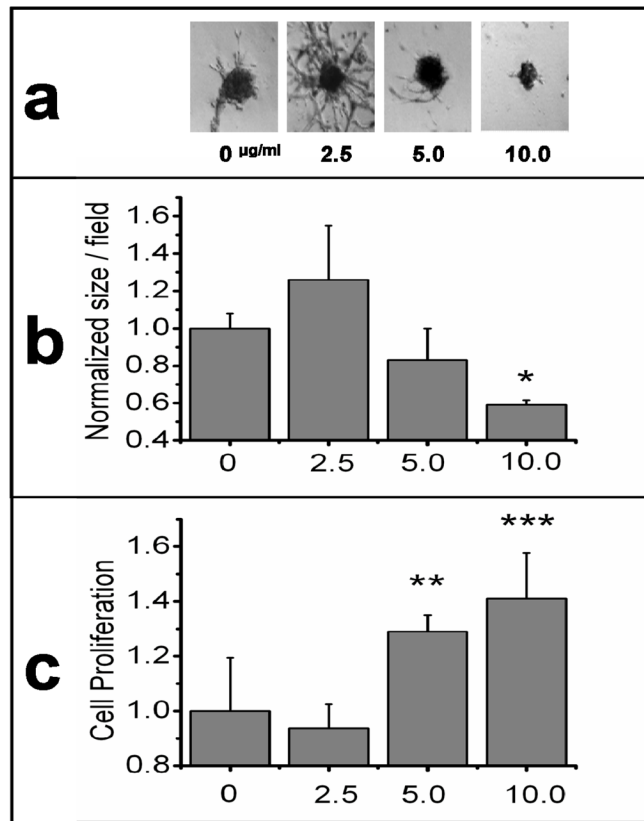 a
0 µg/ml 2.5 5.0 10.0
b
Normalized size / field
1.6
1.4
1.2
1.0
0.8
0.6
0.4
*
0 2.5 5.0 10.0
c
Cell Proliferation
1.6
1.4
1.2
1.0
0.8
** ***
0 2.5 5.0 10.0